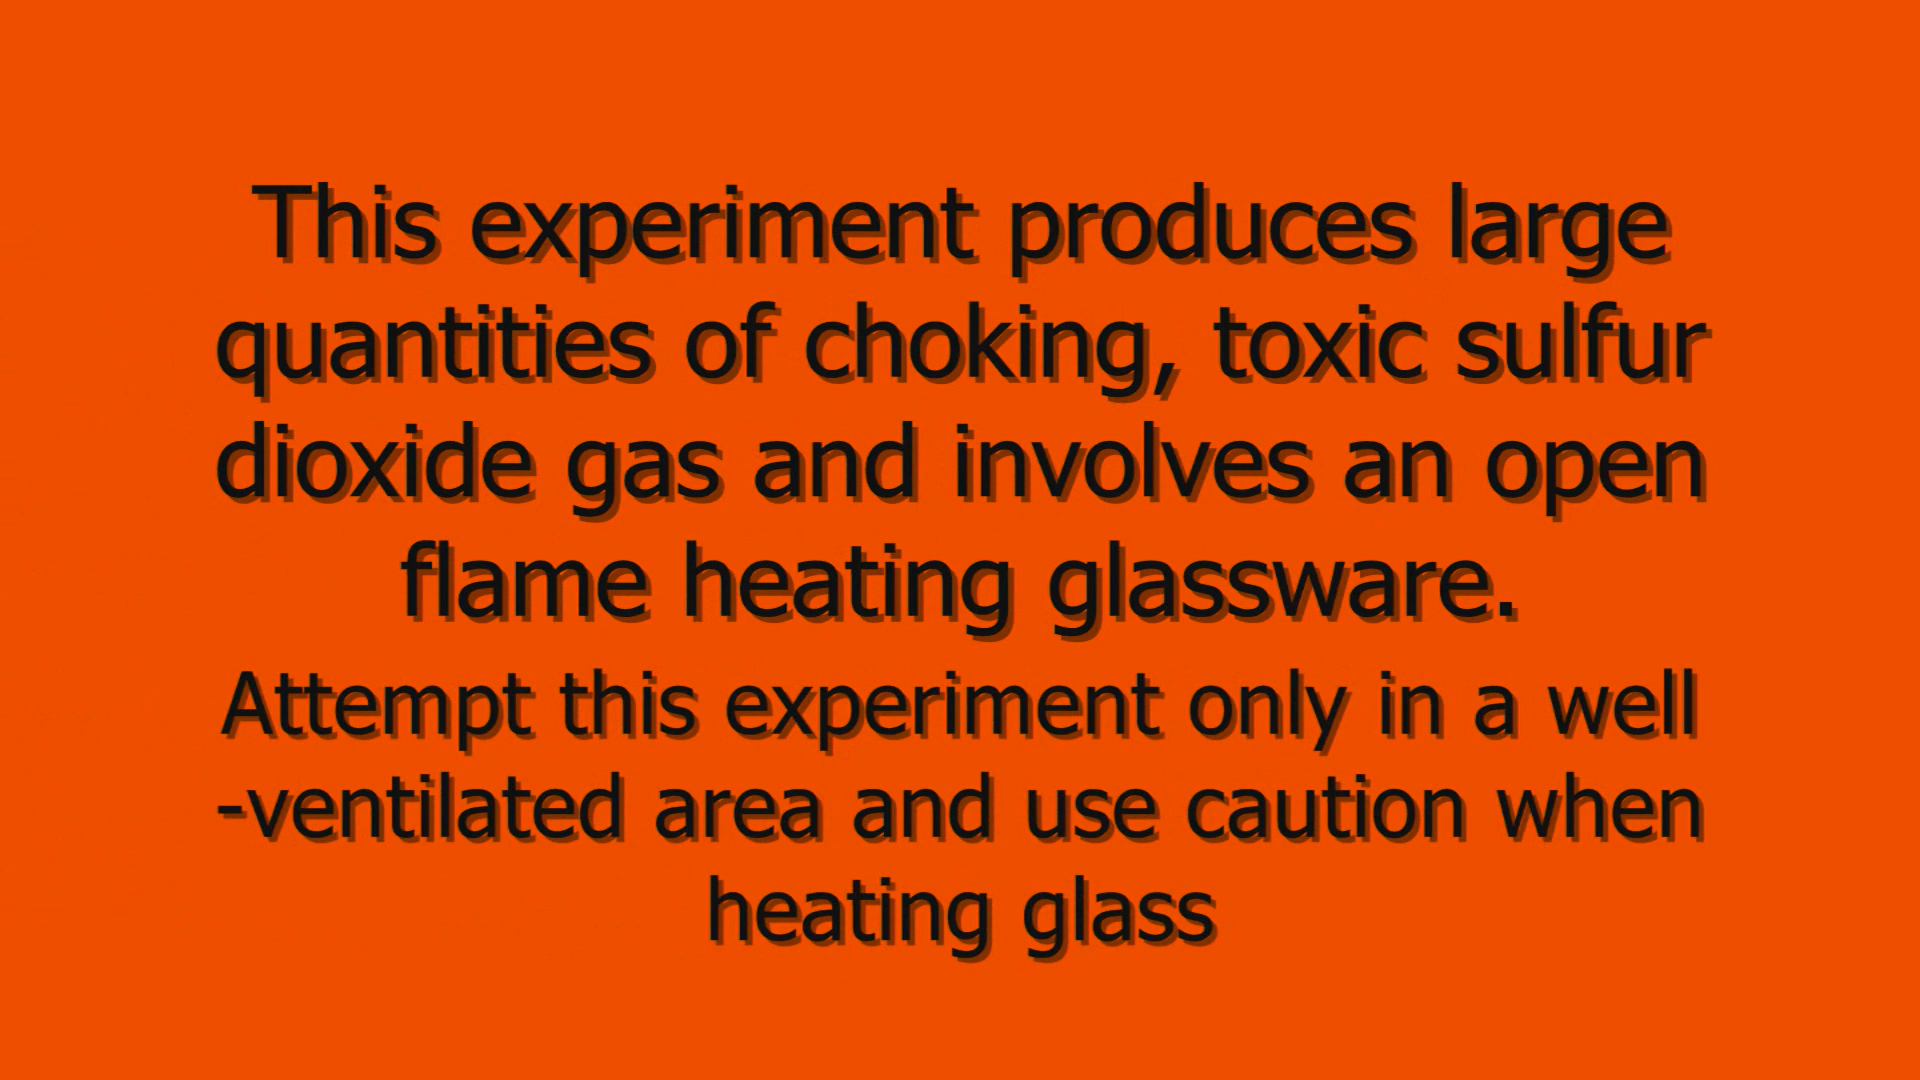 This experiment produces large
quantities of choking, toxic sulfur
dioxide gas and involves an open
flame heating glassware.
Attempt this experiment only in a well
-ventilated area and use caution when
heating glass